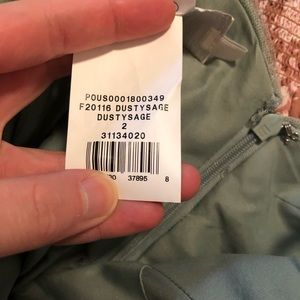 POUS0001800349
F20116 DUSTYSAGE
DUSTYSAGE
2
31134020
37895 8